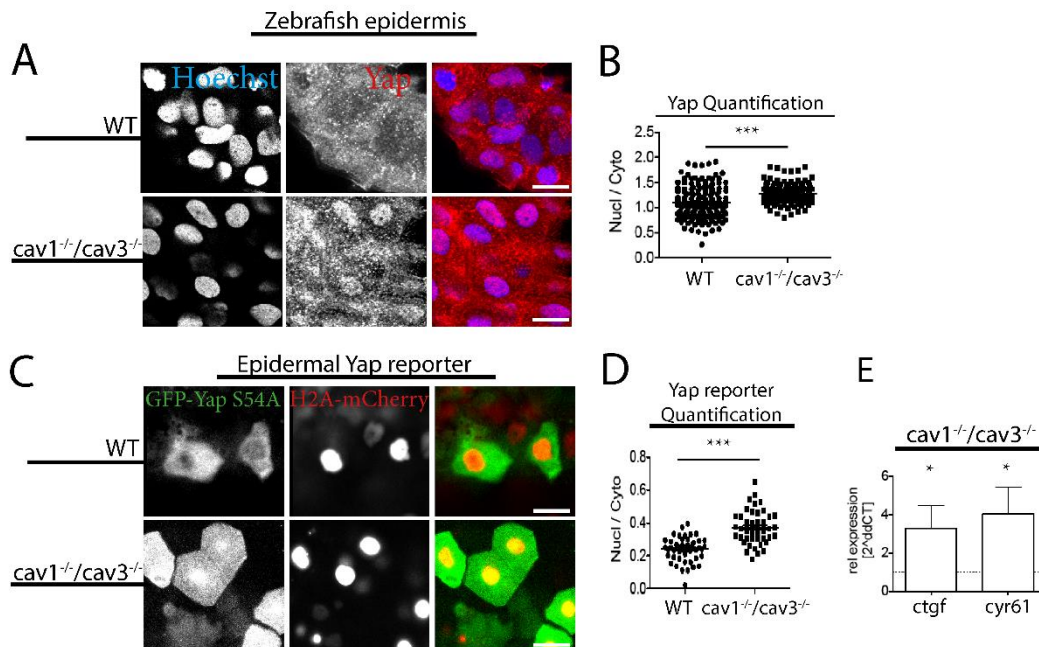 Zebrafish epidermis
A
Hoechst
Yap
WT
cav1-/-/cav3-/-
B
Yap Quantification
***
Nucl / Cyto
2.5
2.0
1.5
1.0
0.5
0.0
WT
cav1-/-/cav3-/-
C
Epidermal Yap reporter
GFP-Yap S54A
H2A-mCherry
WT
cav1-/-/cav3-/-
D
Yap reporter
Quantification
***
Nucl / Cyto
0.8
0.6
0.4
0.2
0.0
WT
cav1-/-/cav3-/-
E
cav1-/-/cav3-/-
*
*
rel expression
[2^ddCT]
6
4
2
0
ctgf
cyr61